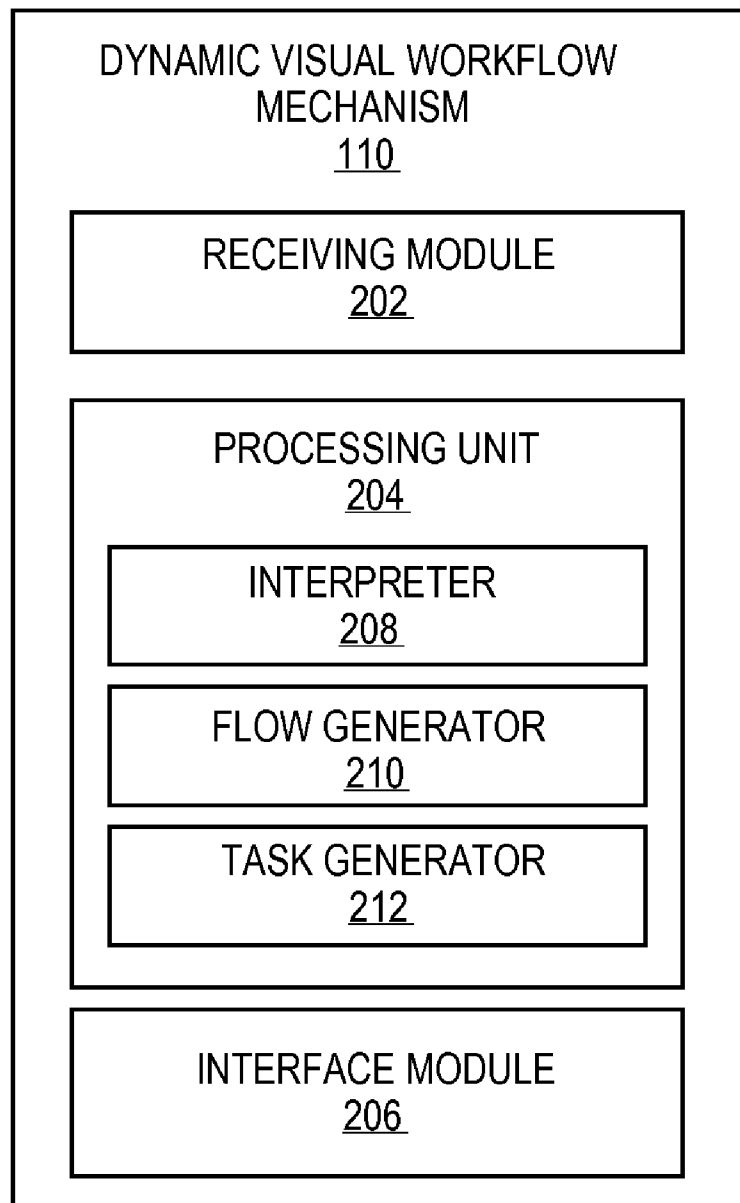 DYNAMIC VISUAL WORKFLOW
MECHANISM
110
RECEIVING MODULE
202
PROCESSING UNIT
204
INTERPRETER
208
FLOW GENERATOR
210
TASK GENERATOR
212
INTERFACE MODULE
206